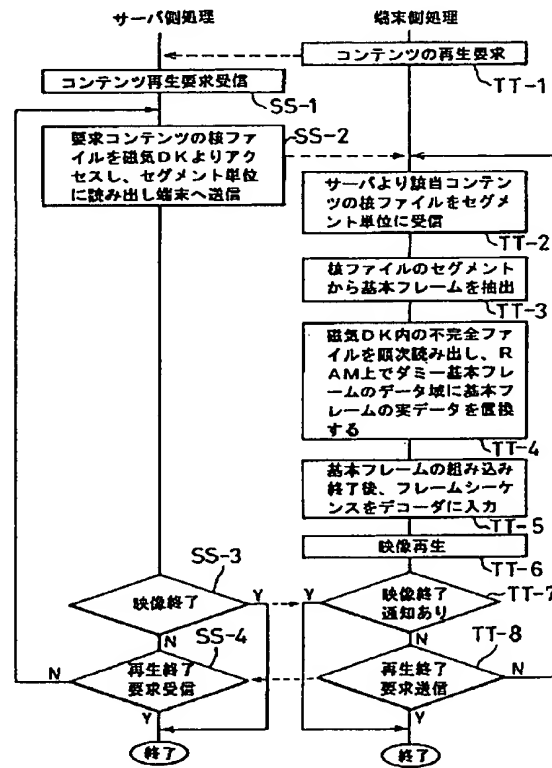 サーバ側処理
端末側処理
コンテンツの再生要求
TT-1
コンテンツ再生要求受信
SS-1
要求コンテンツの核ファ
イルを磁気DKよりアク
セスし、セグメント単位
に読み出し端末へ送信
SS-2
サーバより該当コンテン
ツの核ファイルをセグメ
ント単位に受信
TT-2
核ファイルのセグメント
から基本フレームを抽出
TT-3
磁気DK内の不完全ファ
イルを順次読み出し、R
AM上でダミー基本フレ
ームのデータ域に基本フ
レームの実データを置換
する
TT-4
基本フレームの組み込み
終了後、フレームシーケ
ンスをデコーダに入力
TT-5
映像再生
TT-6
SS-3
映像終了
Y
N
TT-7
映像終了
通知あり
Y
N
SS-4
再生終了
要求受信
N
Y
TT-8
再生終了
要求送信
N
Y
終了
終了